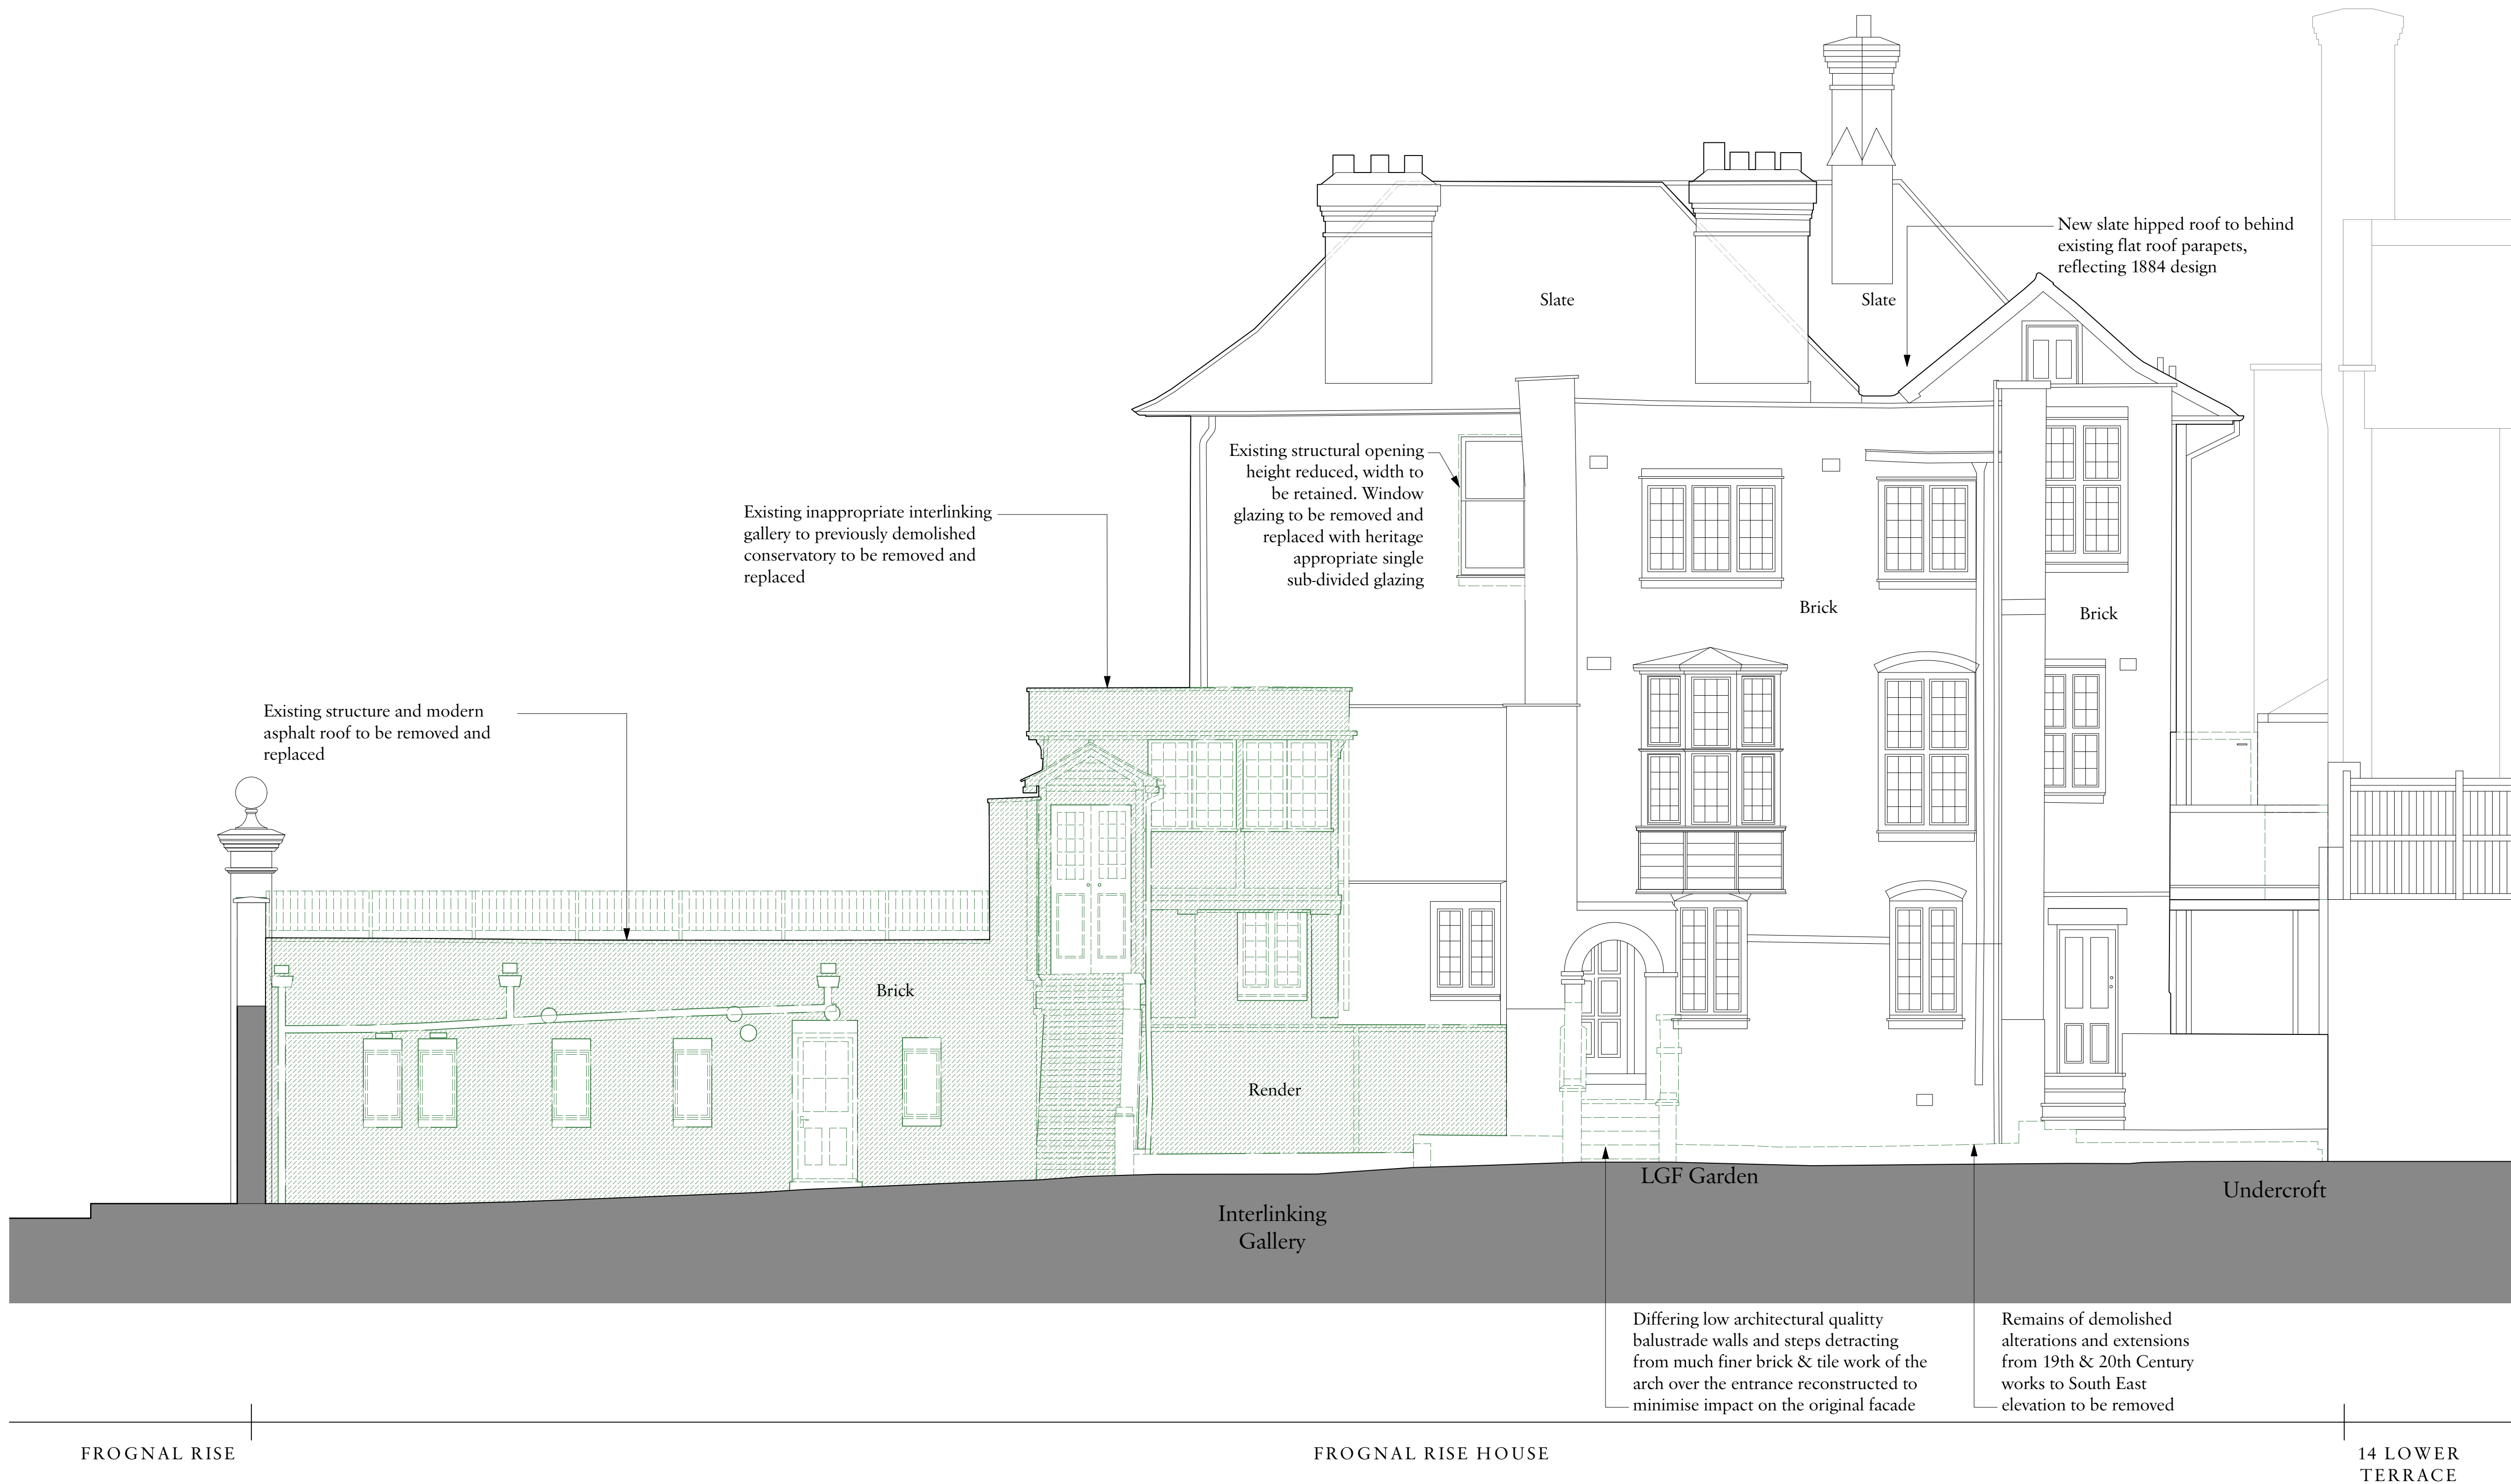 New slate hipped roof to behind
existing flat roof parapets,
reflecting 1884 design
Slate
Slate
Existing structural opening
height reduced, width to
be retained. Window
glazing to be removed and
replaced with heritage
appropriate single
sub-divided glazing
Existing inappropriate interlinking
gallery to previously demolished
conservatory to be removed and
replaced
Brick
Brick
Existing structure and modern
asphalt roof to be removed and
replaced
Brick
Render
LGF Garden
Undercroft
Interlinking
Gallery
Differing low architectural qualitty
balustrade walls and steps detracting
from much finer brick & tile work of the
arch over the entrance reconstructed to
minimise impact on the original facade
Remains of demolished
alterations and extensions
from 19th & 20th Century
works to South East
elevation to be removed
FROGNAL RISE
FROGNAL RISE HOUSE
14 LOWER
TERRACE